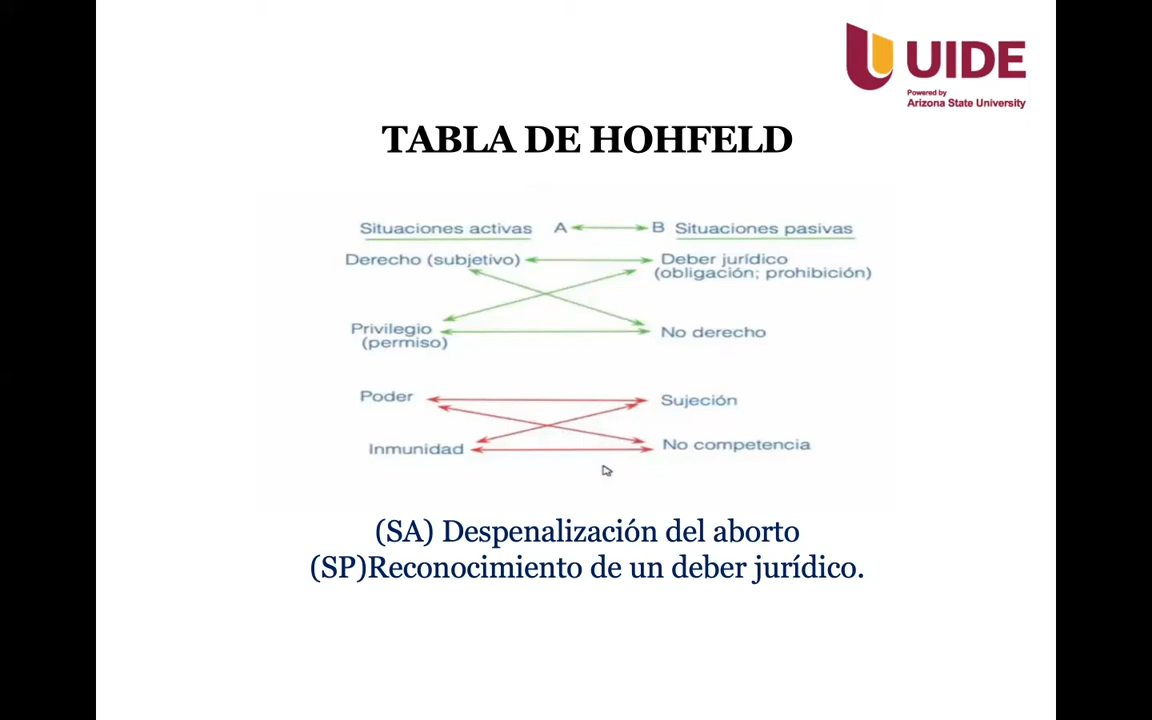 UIDE
Powered by
Arizona State University
TABLA DE HOHFELD
Situaciones activas A B Situaciones pasivas
Derecho (subjetivo) Deber jurídico
(obligación; prohibición)
Privilegio No derecho
(permiso)
Poder Sujeción
Inmunidad No competencia
(SA) Despenalización del aborto
(SP)Reconocimiento de un deber jurídico.